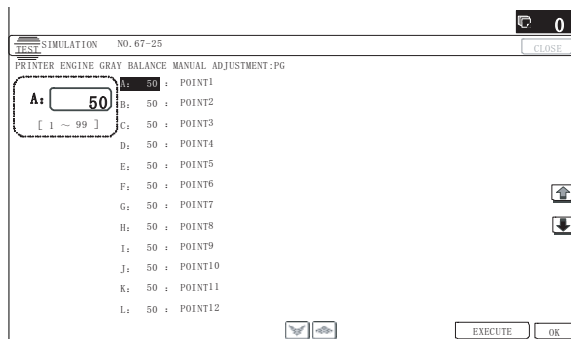 0
TEST SIMULATION NO.67-25
CLOSE
PRINTER ENGINE GRAY BALANCE MANUAL ADJUSTMENT:PG
A: 50
[ 1 ~ 99 ]
A: 50 : POINT1
B: 50 : POINT2
C: 50 : POINT3
D: 50 : POINT4
E: 50 : POINT5
F: 50 : POINT6
G: 50 : POINT7
H: 50 : POINT8
I: 50 : POINT9
J: 50 : POINT10
K: 50 : POINT11
L: 50 : POINT12
EXECUTE OK